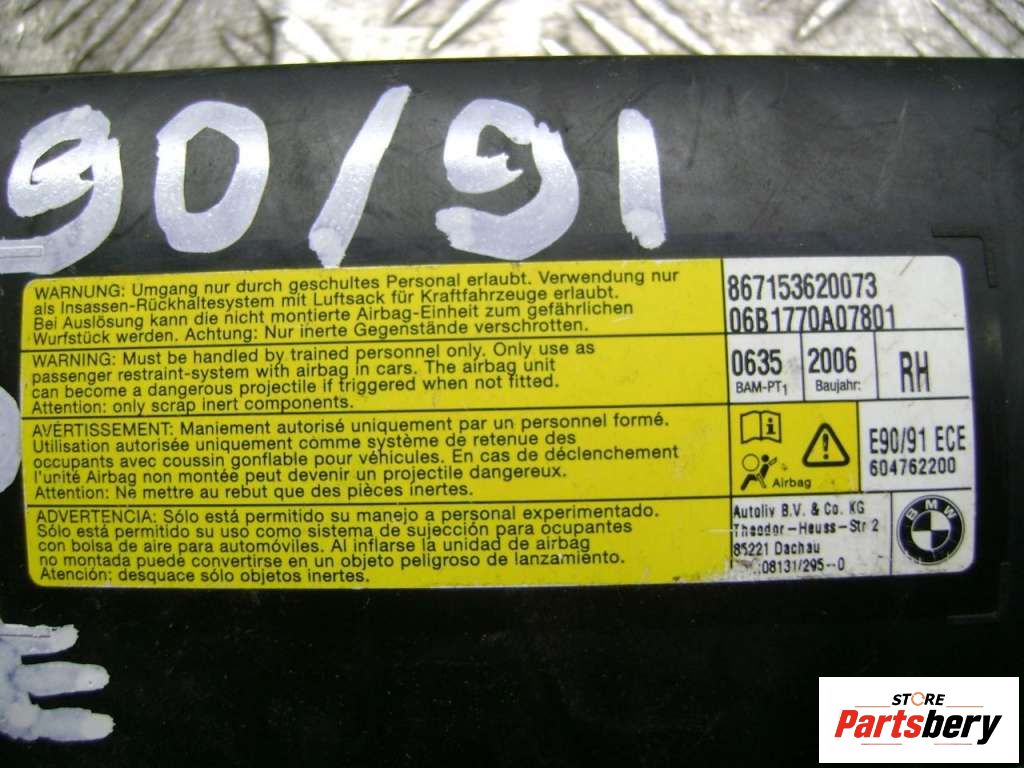 90/91
WARNUNG: Umgang nur durch geschultes Personal erlaubt. Verwendung nur
als Insassen-Rückhaltesystem mit Luftsack für Kraftfahrzeuge erlaubt.
Bei Auslösung kann die nicht montierte Airbag-Einheit zum gefährlichen
Wurfstück werden. Achtung: Nur inerte Gegenstände verschrotten.
WARNING: Must be handled by trained personnel only. Only use as
passenger restraint-system with airbag in cars. The airbag unit
can become a dangerous projectile if triggered when not fitted.
Attention: only scrap inert components.
AVERTISSEMENT: Maniement autorisé uniquement par un personnel formé.
Utilisation autorisée uniquement comme système de retenue des
occupants avec coussin gonflable pour véhicules. En cas de déclenchement
l'unité Airbag non montée peut devenir un projectile dangereux.
Attention: Ne mettre au rebut que des pièces inertes.
ADVERTENCIA: Sólo está permitido su manejo a personal experimentado.
Sólo está permitido su uso como sistema de sujección para ocupantes
con bolsa de aire para automóviles. Al inflarse la unidad de airbag
no montada puede convertirse en un objeto peligroso de lanzamiento.
Atención: desquace sólo objetos inertes.
867153620073
06B1770A07801
0635 2006 RH
BAM-PT1 Baujahr:
Airbag
E90/91 ECE
604762200
Autoliv B.V. & Co. KG
Theodor-Heuss-Str 2
85221 Dachau
08131/295--0
BMW
STORE
Partsbery